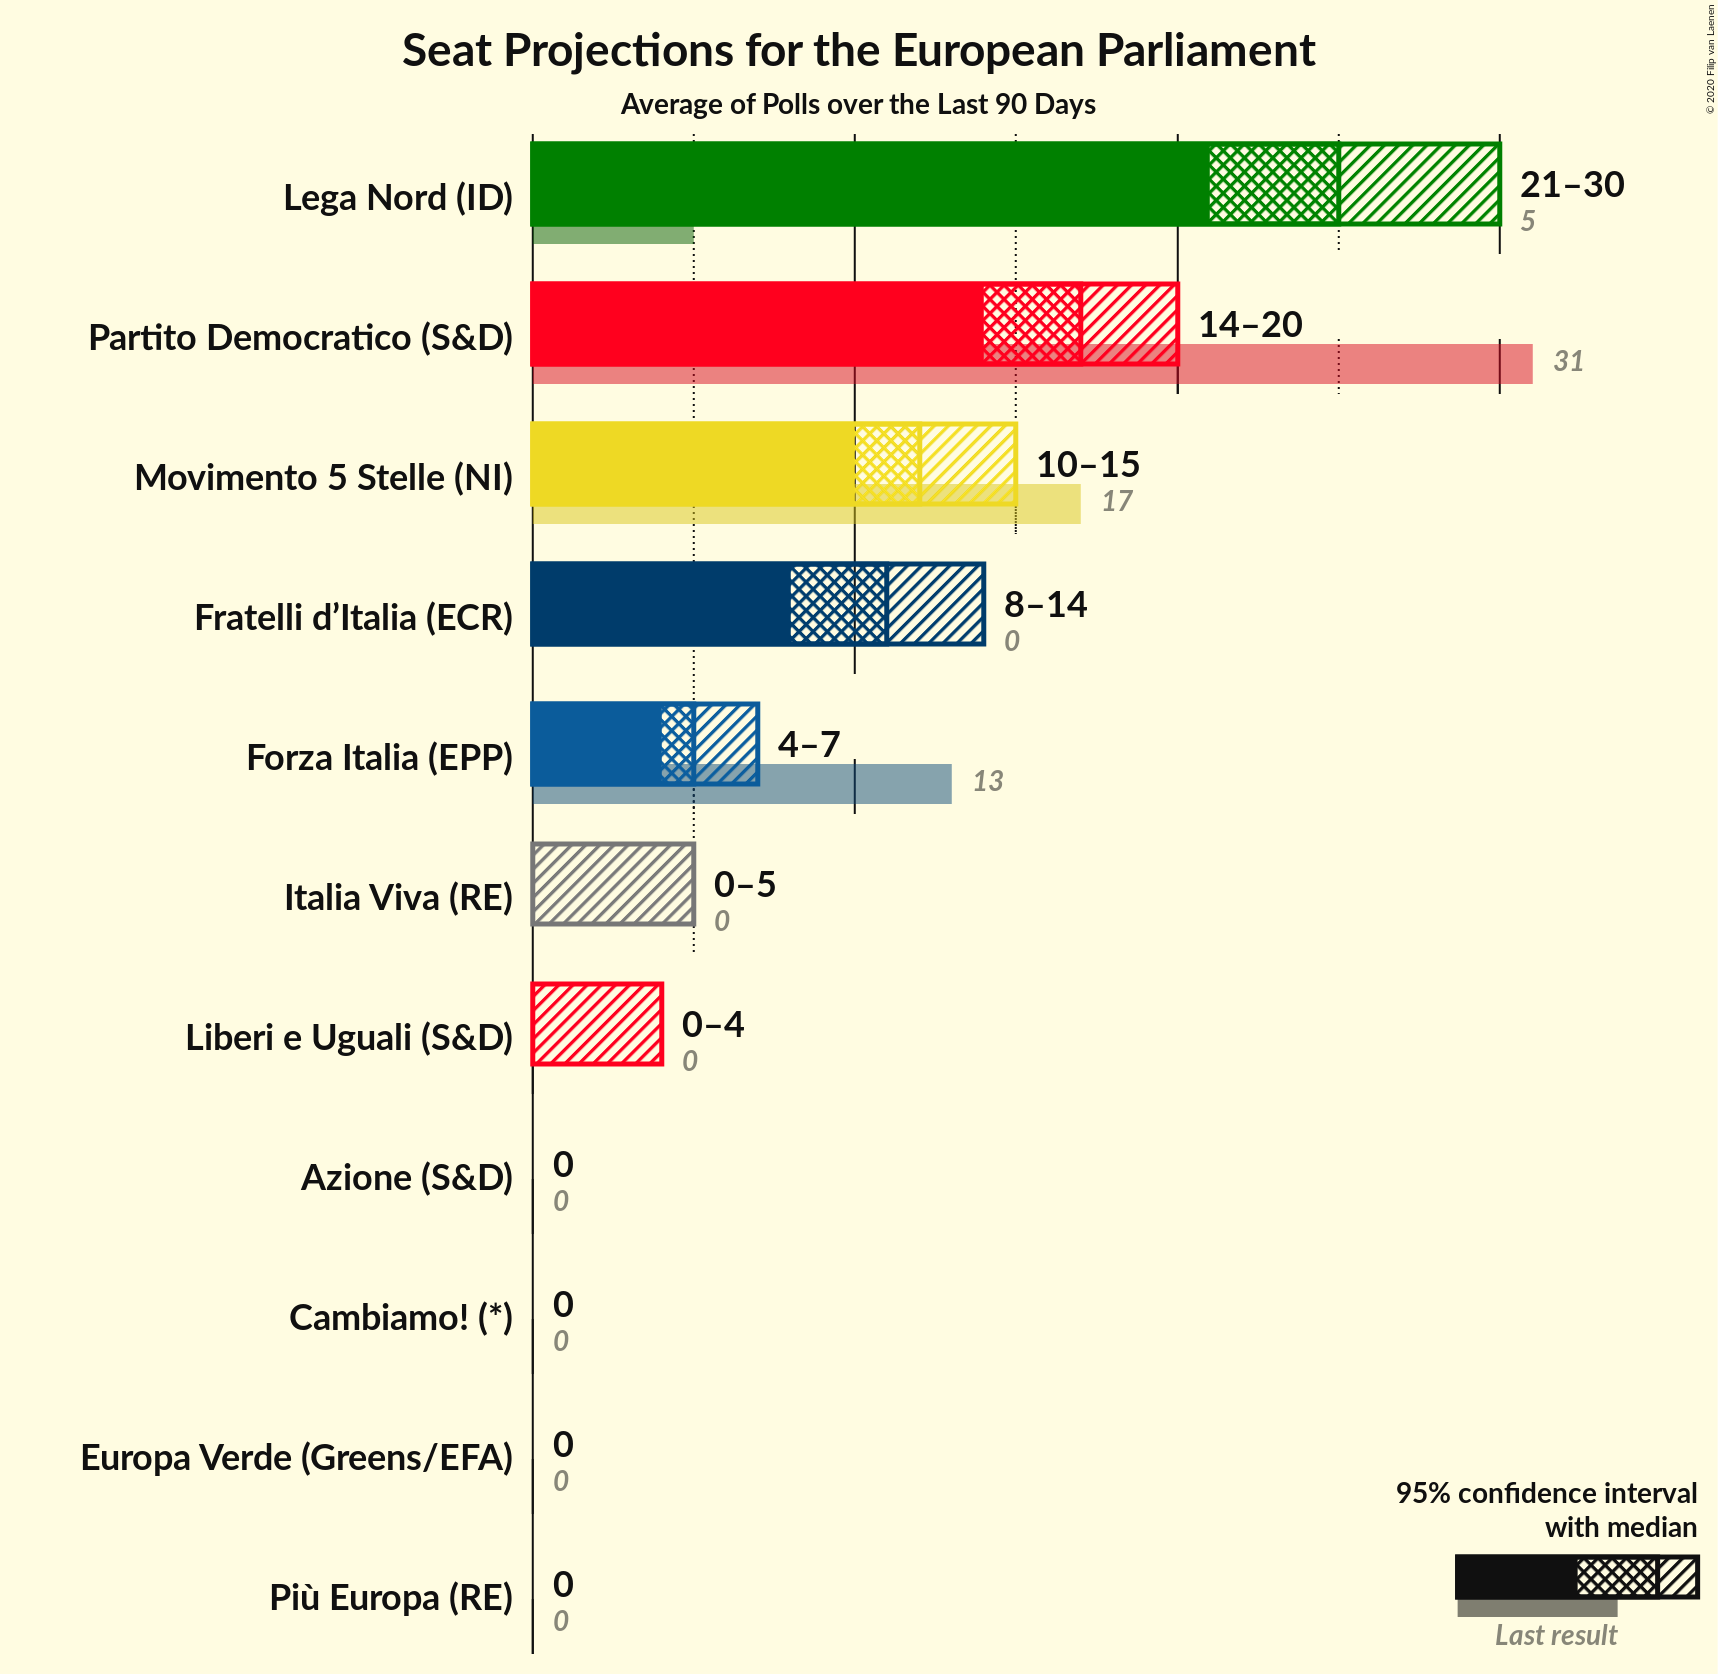 Seat Projections for the European Parliament
Average of Polls over the Last 90 Days
© 2020 Filip van Laenen
Lega Nord (ID)
21–30
5
Partito Democratico (S&D)
14–20
31
Movimento 5 Stelle (NI)
10–15
17
Fratelli d’Italia (ECR)
8–14
0
Forza Italia (EPP)
4–7
13
Italia Viva (RE)
0–5
0
Liberi e Uguali (S&D)
0–4
0
Azione (S&D)
0
0
Cambiamo! (*)
0
0
Europa Verde (Greens/EFA)
0
0
Più Europa (RE)
0
0
95% confidence interval
with median
Last result